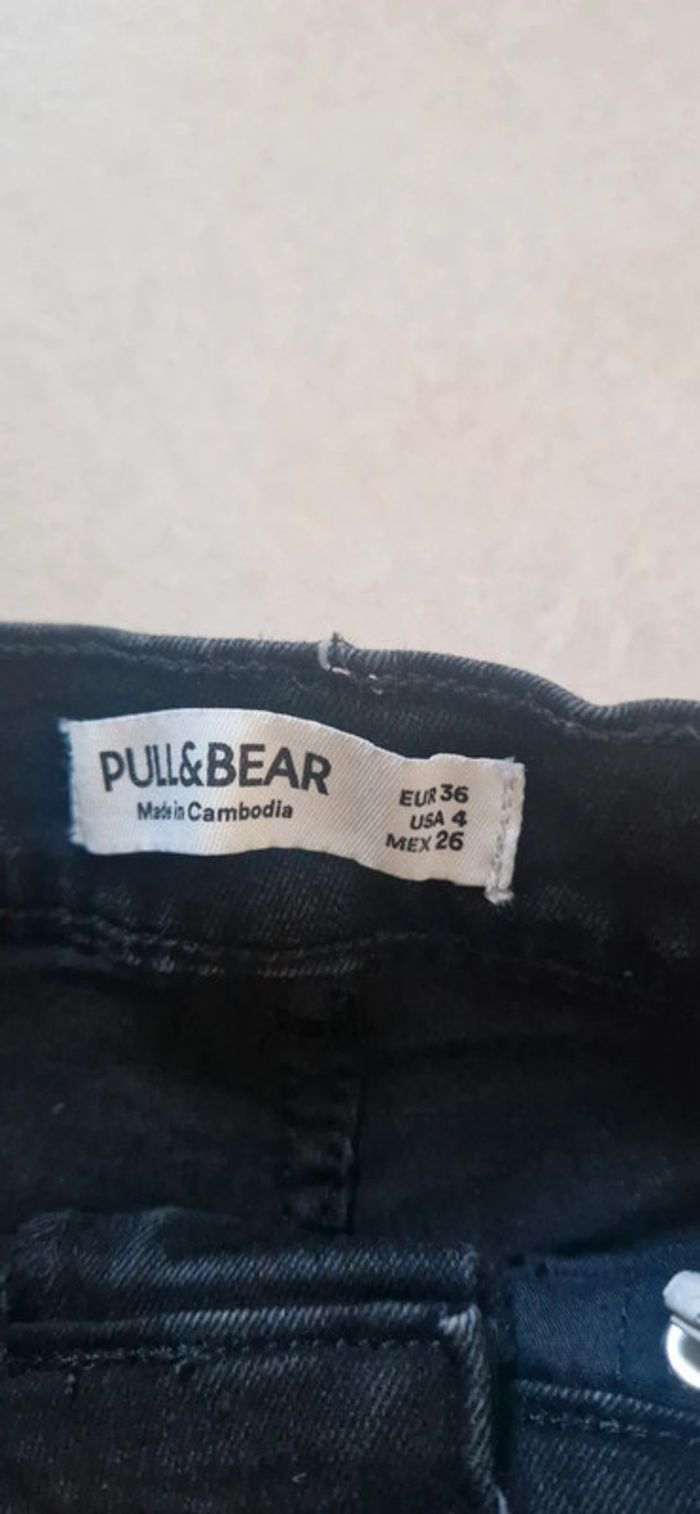 PULL&BEAR
Made in Cambodia
EUR 36
USA 4
MEX 26